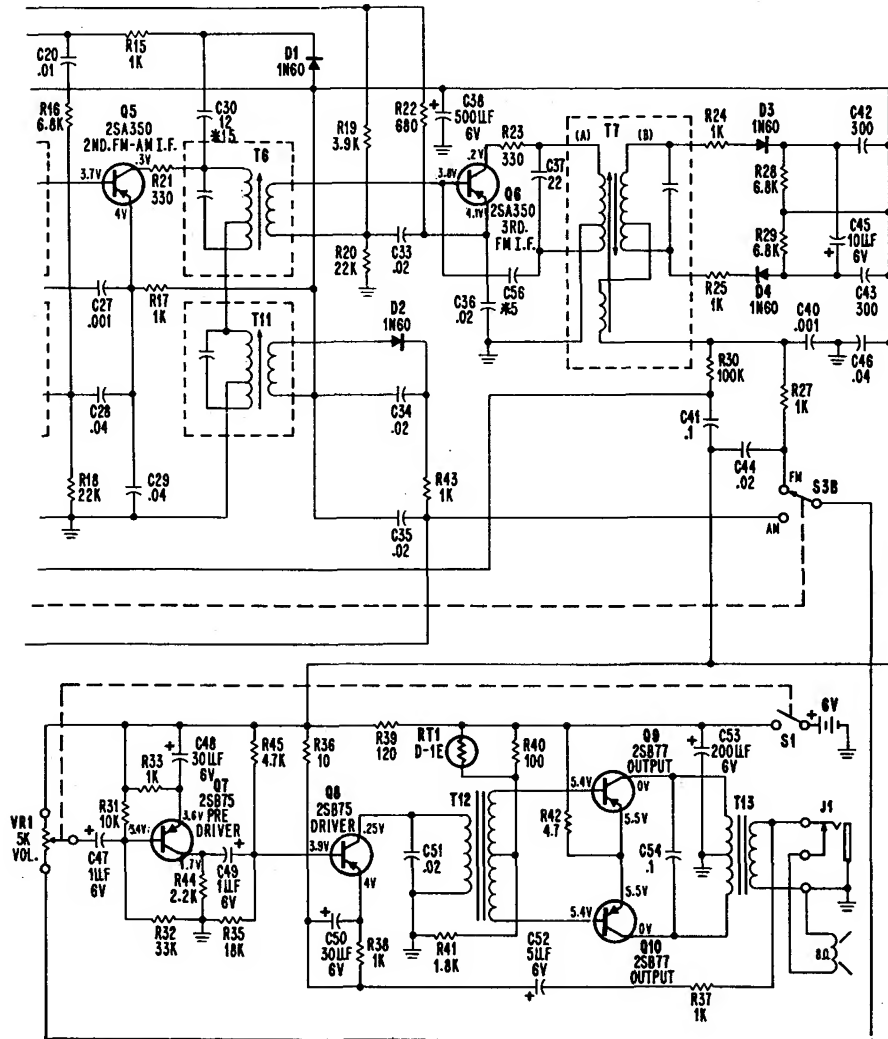 C20
.01
R15
1K
D1
1N60
R16
6.8K
Q5
2SA350
2ND.FM-AM I.F.
C30
12
*15
R19
3.9K
R22
680
C38
500UF
6V
R23
330
T7
(A)
(B)
R24
1K
D3
1N60
C42
300
T6
3.7V
.3V
4V
R21
330
.2V
3.8V
4.1V
Q6
2SA350
3RD.
FM I.F.
C37
22
R28
6.8K
R29
6.8K
C45
10UF
6V
R20
22K
C33
.02
C56
*5
R25
1K
D4
1N60
C43
300
C27
.001
R17
1K
T11
D2
1N60
C36
.02
C40
.001
C46
.04
R30
100K
R27
1K
C28
.04
C34
.02
C41
.1
C44
.02
R18
22K
C29
.04
R43
1K
C35
.02
FM
S3B
AM
6V
S1
C48
30UF
6V
R45
4.7K
R36
10
R39
120
RT1
D-1E
R40
100
Q9
2SB77
OUTPUT
C53
200UF
6V
R33
1K
Q7
2SB75
PRE
DRIVER
R31
10K
3.6V
5.4V
1.7V
Q8
2SB75
DRIVER
.25V
3.9V
4V
T12
5.4V
0V
5.5V
R42
4.7
T13
J1
VR1
5K
VOL.
C47
1UF
6V
R44
2.2K
C49
1UF
6V
C51
.02
C54
.1
5.5V
5.4V
0V
R32
33K
R35
18K
C50
30UF
6V
R38
1K
R41
1.8K
C52
5UF
6V
Q10
2SB77
OUTPUT
R37
1K
8Ω